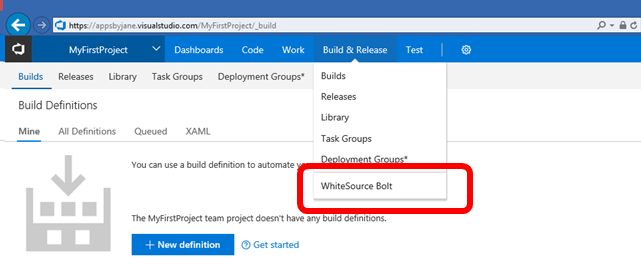 https://appsbyjane.visualstudio.com/MyFirstProject/_build
MyFirstProject Dashboards Code Work Build & Release Test
Builds Releases Library Task Groups Deployment Groups*
Builds
Releases
Library
Task Groups
Deployment Groups*
WhiteSource Bolt
Build Definitions
Mine All Definitions Queued XAML
You can use a build definition to automate
The MyFirstProject team project doesn't have any build definitions.
+ New definition Get started